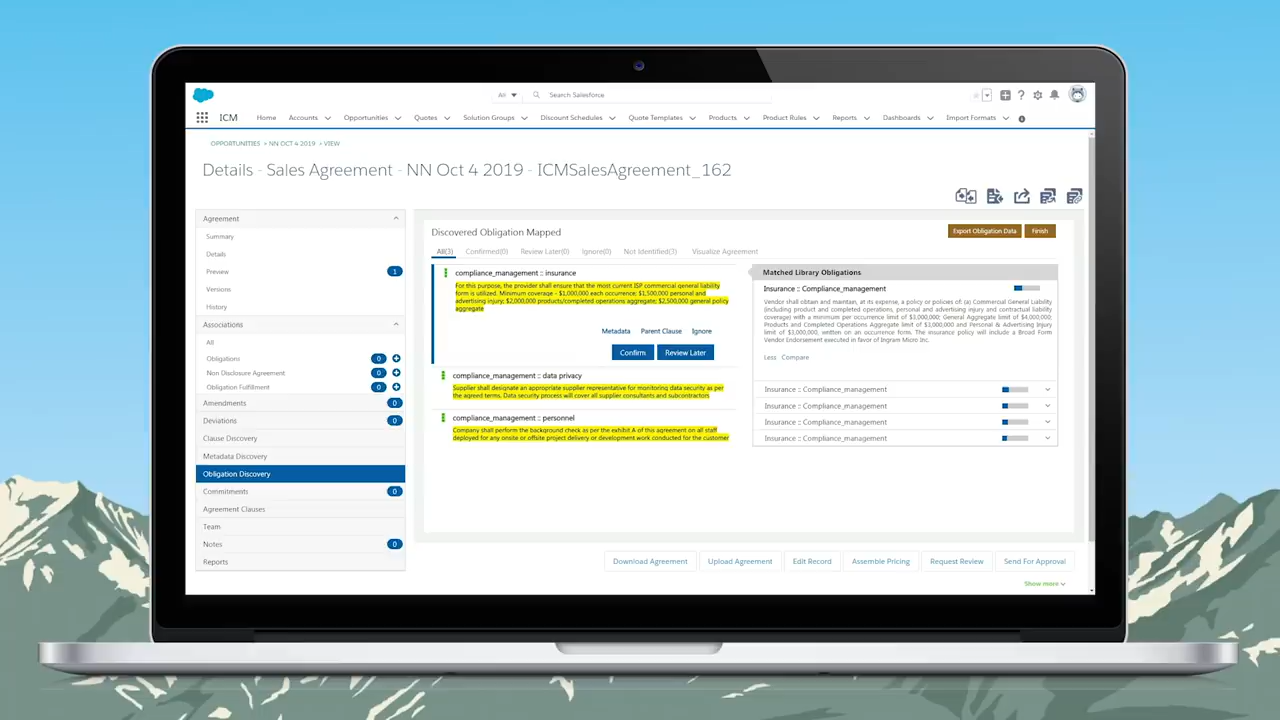 All
Search Salesforce
ICM Home Accounts Opportunities Quotes Solution Groups Discount Schedules Quote Templates Products Product Rules Reports Dashboards Import Formats
OPPORTUNITIES > NN OCT 4 2019 > VIEW
Details - Sales Agreement - NN Oct 4 2019 - ICMSalesAgreement_162
Agreement
Summary
Details
Preview 1
Versions
History
Associations
All
Obligations 0
Non Disclosure Agreement 0
Obligation Fulfillment 0
Amendments 0
Deviations 0
Clause Discovery
Metadata Discovery
Obligation Discovery
Commitments 0
Agreement Clauses
Team
Notes 0
Reports
Discovered Obligation Mapped
Export Obligation Data Finish
All(3) Confirmed(0) Review Later(0) Ignore(0) Not Identified(3) Visualize Agreement
compliance_management :: insurance
For this purpose, the provider shall ensure that the most current ISP commercial general liability
form is utilized. Minimum coverage - $1,000,000 each occurrence; $1,500,000 personal and
advertising injury; $2,000,000 products/completed operations aggregate; $2,500,000 general policy
aggregate
Metadata Parent Clause Ignore
Confirm Review Later
compliance_management :: data privacy
Supplier shall designate an appropriate supplier representative for monitoring data security as per
the agreed terms. Data security process will cover all supplier consultants and subcontractors
compliance_management :: personnel
Company shall perform the background check as per the exhibit A of this agreement on all staff
deployed for any onsite or offsite project delivery or development work conducted for the customer
Matched Library Obligations
Insurance :: Compliance_management
Vendor shall obtain and maintain, at its expense, a policy or policies of: (a) Commercial General Liability
(including product and completed operations, personal and advertising injury and contractual liability
coverage) with a minimum per occurrence limit of $3,000,000; General Aggregate limit of $4,000,000;
Products and Completed Operations Aggregate limit of $3,000,000 and Personal & Advertising Injury
limit of $3,000,000, written on an occurrence form. The insurance policy will include a Broad Form
Vendor Endorsement executed in favor of Ingram Micro Inc.
Less Compare
Insurance :: Compliance_management
Insurance :: Compliance_management
Insurance :: Compliance_management
Insurance :: Compliance_management
Download Agreement Upload Agreement Edit Record Assemble Pricing Request Review Send For Approval
Show more